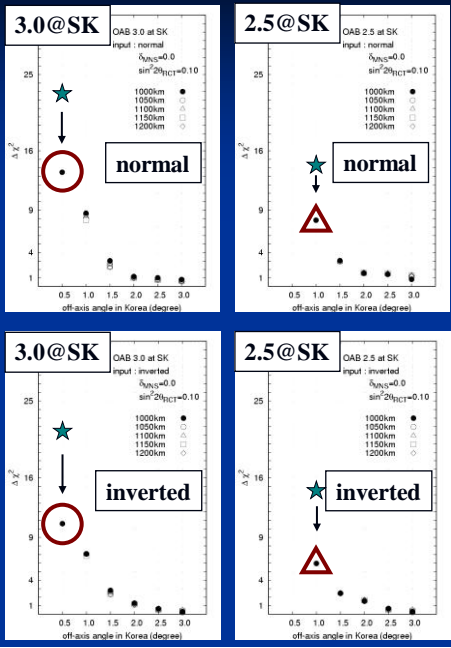 3.0@SK
OAB 3.0 at SK
input : normal
δMNS=0.0
sin²2θRCT=0.10
1000km
1050km
1100km
1150km
1200km
normal
Δχ²
25
16
9
4
1
0.5 1.0 1.5 2.0 2.5 3.0
off-axis angle in Korea (degree)
2.5@SK
OAB 2.5 at SK
input : normal
δMNS=0.0
sin²2θRCT=0.10
1000km
1050km
1100km
1150km
1200km
normal
Δχ²
25
16
9
4
1
0.5 1.0 1.5 2.0 2.5 3.0
off-axis angle in Korea (degree)
3.0@SK
OAB 3.0 at SK
input : inverted
δMNS=0.0
sin²2θRCT=0.10
1000km
1050km
1100km
1150km
1200km
inverted
Δχ²
25
16
9
4
1
0.5 1.0 1.5 2.0 2.5 3.0
off-axis angle in Korea (degree)
2.5@SK
OAB 2.5 at SK
input : inverted
δMNS=0.0
sin²2θRCT=0.10
1000km
1050km
1100km
1150km
1200km
inverted
Δχ²
25
16
9
4
1
0.5 1.0 1.5 2.0 2.5 3.0
off-axis angle in Korea (degree)